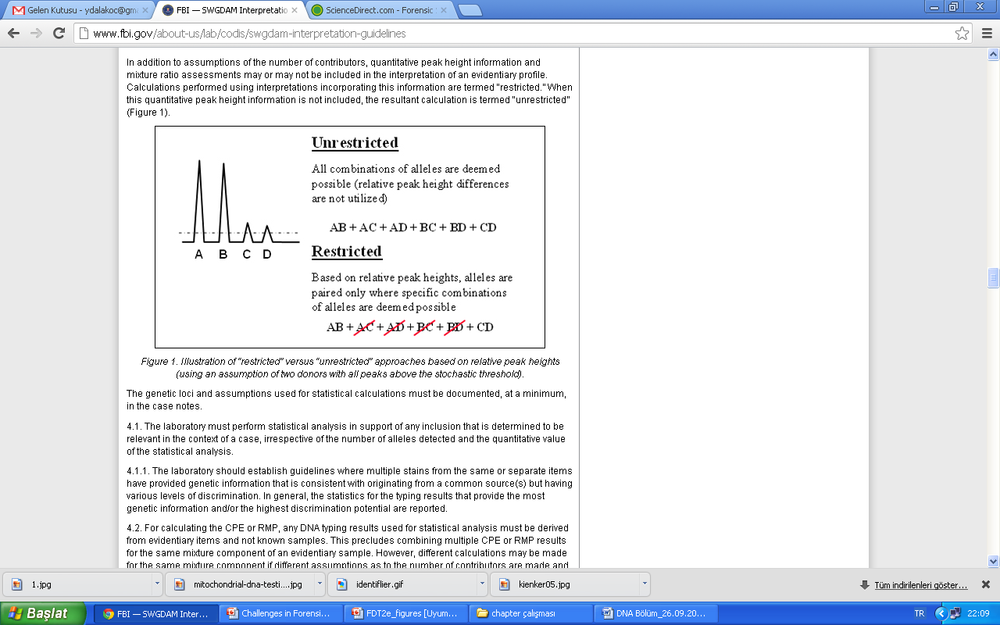 Gelen Kutusu - ydalakoc@gm
FBI — SWGDAM Interpretatio
ScienceDirect.com - Forensic
www.fbi.gov/about-us/lab/codis/swgdam-interpretation-guidelines
In addition to assumptions of the number of contributors, quantitative peak height information and
mixture ratio assessments may or may not be included in the interpretation of an evidentiary profile.
Calculations performed using interpretations incorporating this information are termed "restricted." When
this quantitative peak height information is not included, the resultant calculation is termed "unrestricted"
(Figure 1).
Unrestricted
All combinations of alleles are deemed
possible (relative peak height differences
are not utilized)
AB + AC + AD + BC + BD + CD
A B C D
Restricted
Based on relative peak heights, alleles are
paired only where specific combinations
of alleles are deemed possible
AB + AC + AD + BC + BD + CD
Figure 1. Illustration of "restricted" versus "unrestricted" approaches based on relative peak heights
(using an assumption of two donors with all peaks above the stochastic threshold).
The genetic loci and assumptions used for statistical calculations must be documented, at a minimum,
in the case notes.
4.1. The laboratory must perform statistical analysis in support of any inclusion that is determined to be
relevant in the context of a case, irrespective of the number of alleles detected and the quantitative value
of the statistical analysis.
4.1.1. The laboratory should establish guidelines where multiple stains from the same or separate items
have provided genetic information that is consistent with originating from a common source(s) but having
various levels of discrimination. In general, the statistics for the typing results that provide the most
genetic information and/or the highest discrimination potential are reported.
4.2. For calculating the CPE or RMP, any DNA typing results used for statistical analysis must be derived
from evidentiary items and not known samples. This precludes combining multiple CPE or RMP results
for the same mixture component of an evidentiary sample. However, different calculations may be made
for the same mixture component if different assumptions as to the number of contributors are made and
1.jpg
mitochondrial-dna-testi....jpg
identifiler.gif
kienker05.jpg
Tüm indirilenleri göster...
Başlat
FBI — SWGDAM Inter...
Challenges in Forensi...
FDT2e_figures [Uyum...
chapter çalışması
DNA Bölüm_26.09.20...
TR
22:09